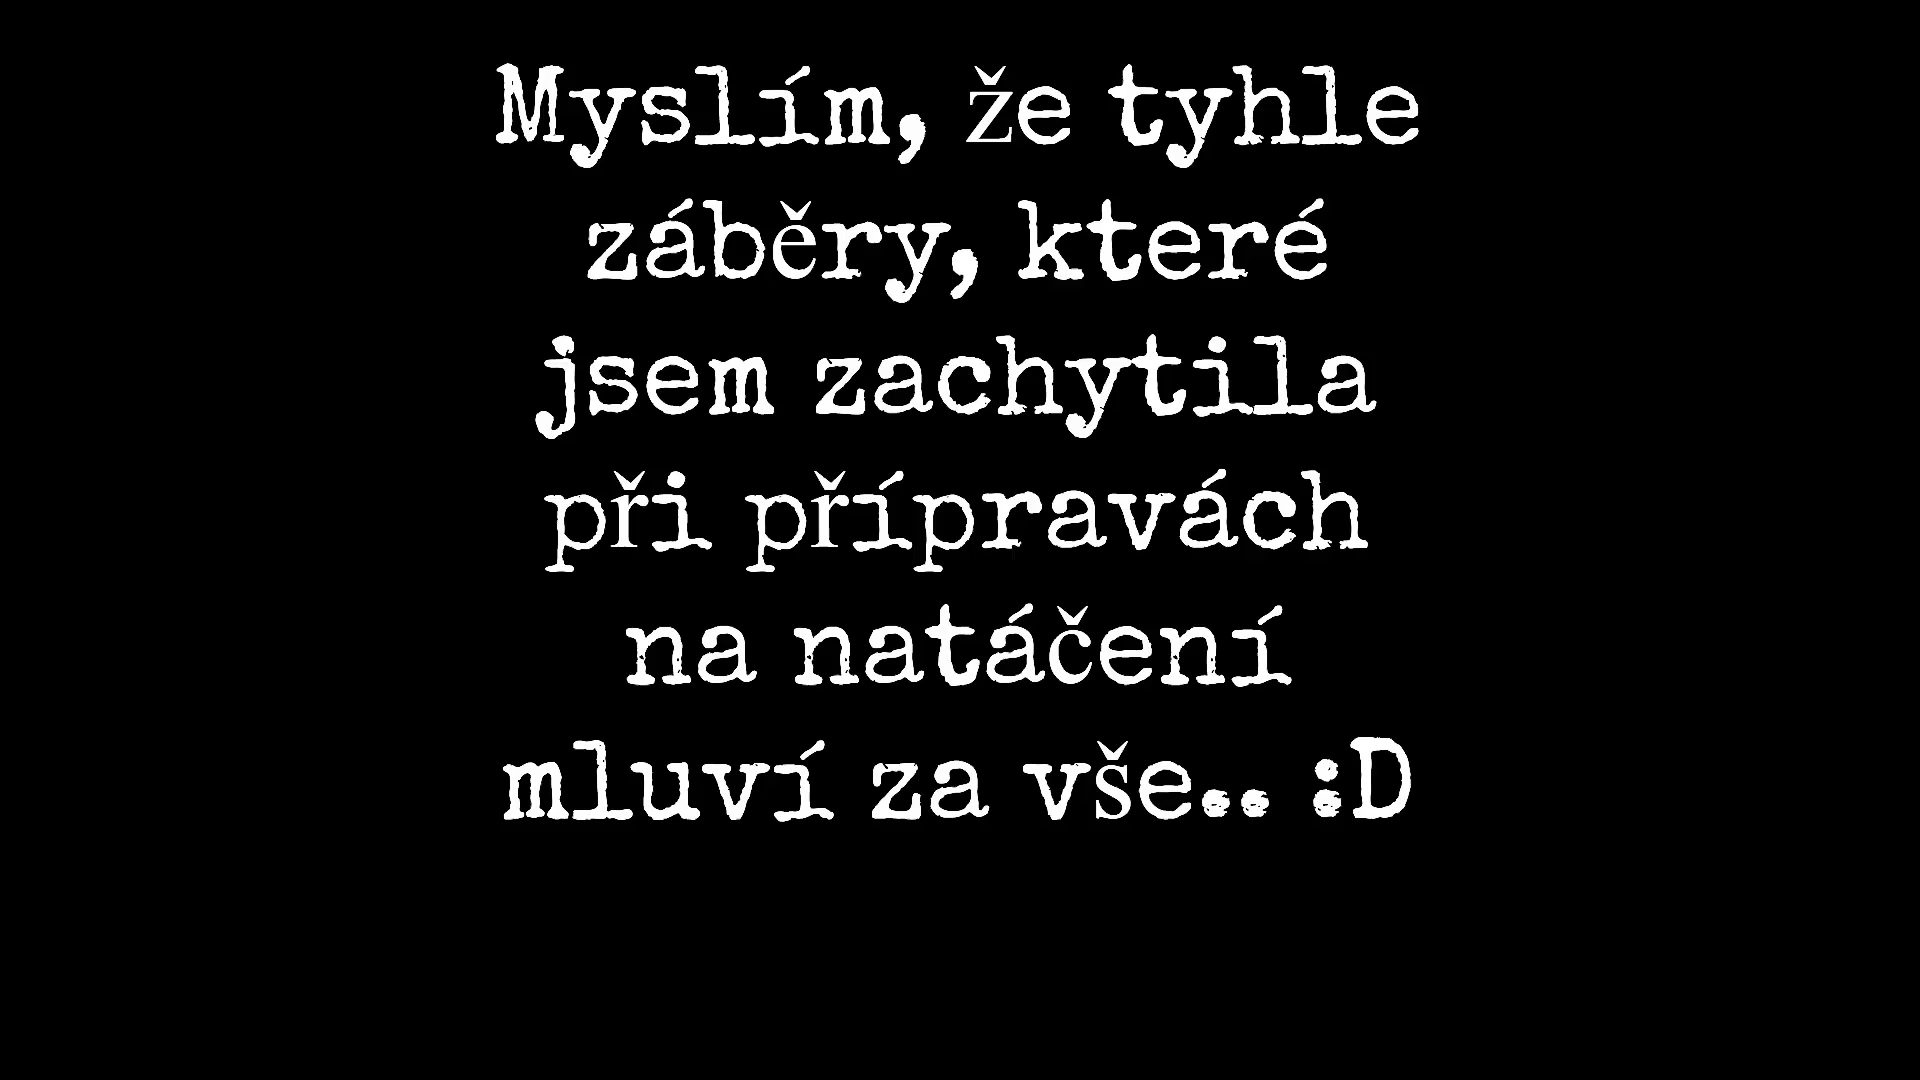 Myslím, že tyhle
záběry, které
jsem zachytila
při přípravách
na natáčení
mluví za vše.. :D